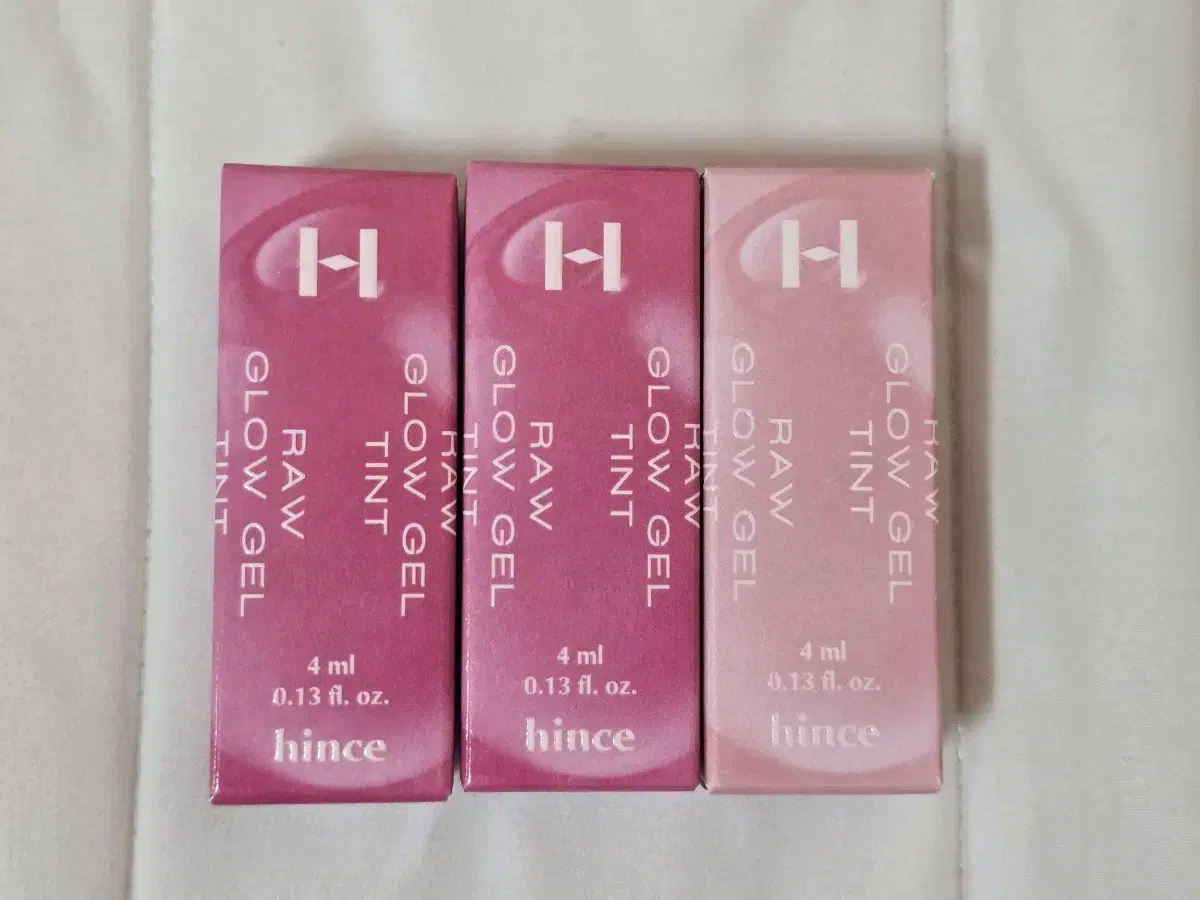 H
RAW
GLOW GEL
TINT
RAW
GLOW GEL
TINT
4 ml
0.13 fl. oz.
hince
H
RAW
GLOW GEL
TINT
RAW
GLOW GEL
TINT
4 ml
0.13 fl. oz.
hince
H
RAW
GLOW GEL
TINT
RAW
GLOW GEL
TINT
4 ml
0.13 fl. oz.
hince